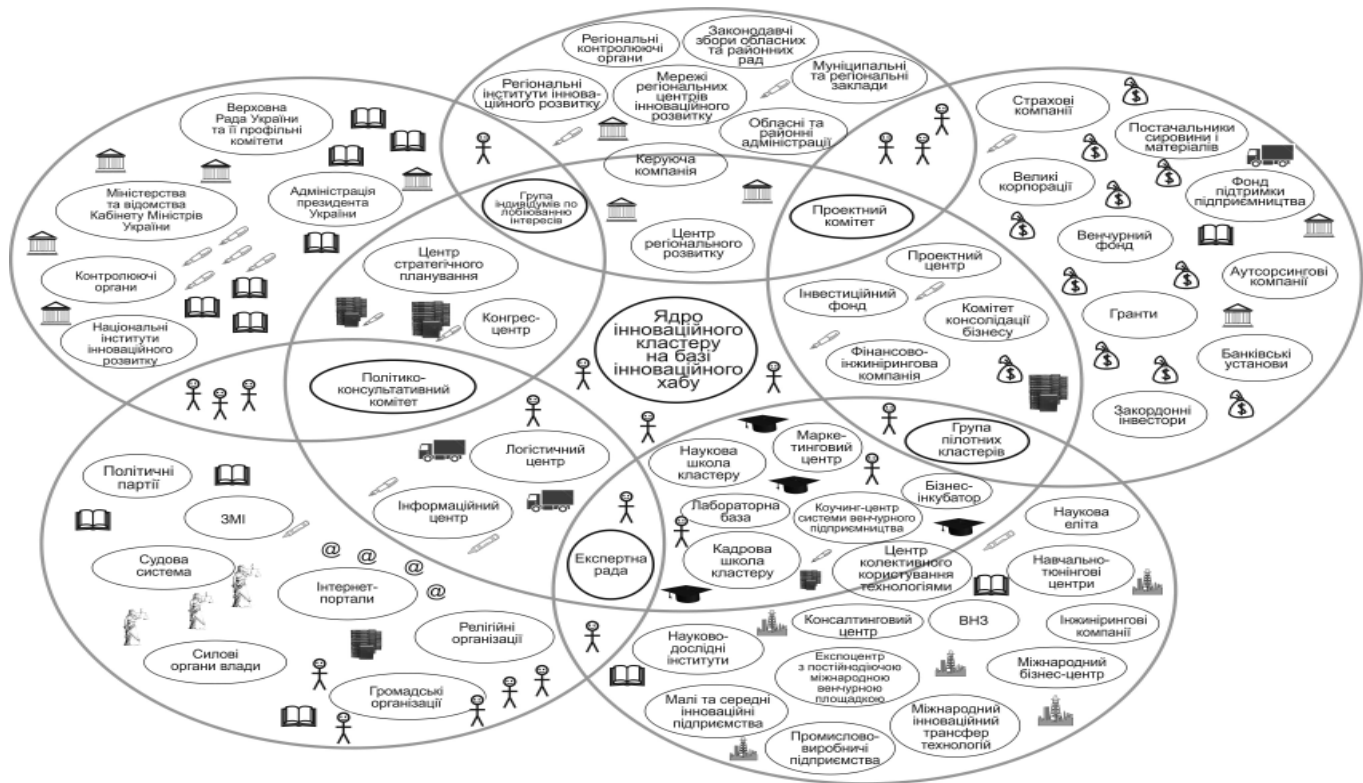 Регіональні
контролюючі
органи
Законодавчі
збори обласних
та районних
рад
Регіональні
інститути іннова-
ційного розвитку
Мережі
регіональних
центрів
інноваційного
розвитку
Муніципальні
та регіональні
заклади
Обласні та
районні
адміністрації
Керуюча
компанія
Центр
регіонального
розвитку
Верховна
Рада України
та її профільні
комітети
Міністерства
та відомства
Кабінету Міністрів
України
Адміністрація
президента
України
Контролюючі
органи
Національні
інститути
інноваційного
розвитку
Група
індивідумів по
лобіюванню
інтересів
Центр
стратегічного
планування
Конгрес-
центр
Політико-
консультативний
комітет
Ядро
інноваційного
кластеру
на базі
інноваційного
хабу
Проектний
комітет
Страхові
компанії
Постачальники
сировини і
матеріалів
Великі
корпорації
Фонд
підтримки
підприємництва
Венчурний
фонд
Аутсорсингові
компанії
Гранти
Банківські
установи
Закордонні
інвестори
Проектний
центр
Інвестиційний
фонд
Комітет
консолідації
бізнесу
Фінансово-
інжинірингова
компанія
Група
пілотних
кластерів
Логістичний
центр
Інформаційний
центр
Політичні
партії
ЗМІ
Судова
система
Інтернет-
портали
@
@
@
@
Релігійні
організації
Силові
органи влади
Громадські
організації
Експертна
рада
Наукова
школа
кластеру
Марке-
тинговий
центр
Лабораторна
база
Коучинг-центр
системи венчурного
підприємництва
Бізнес-
інкубатор
Кадрова
школа
кластеру
Центр
колективного
користування
технологіями
Наукова
еліта
Навчально-
тюнінгові
центри
Консалтинговий
центр
ВНЗ
Інжинірингові
компанії
Науково-
дослідні
інститути
Експоцентр
з постійнодіючою
міжнародною
венчурною
площадкою
Міжнародний
бізнес-центр
Малі та середні
інноваційні
підприємства
Міжнародний
інноваційний
трансфер
технологій
Промислово-
виробничі
підприємства